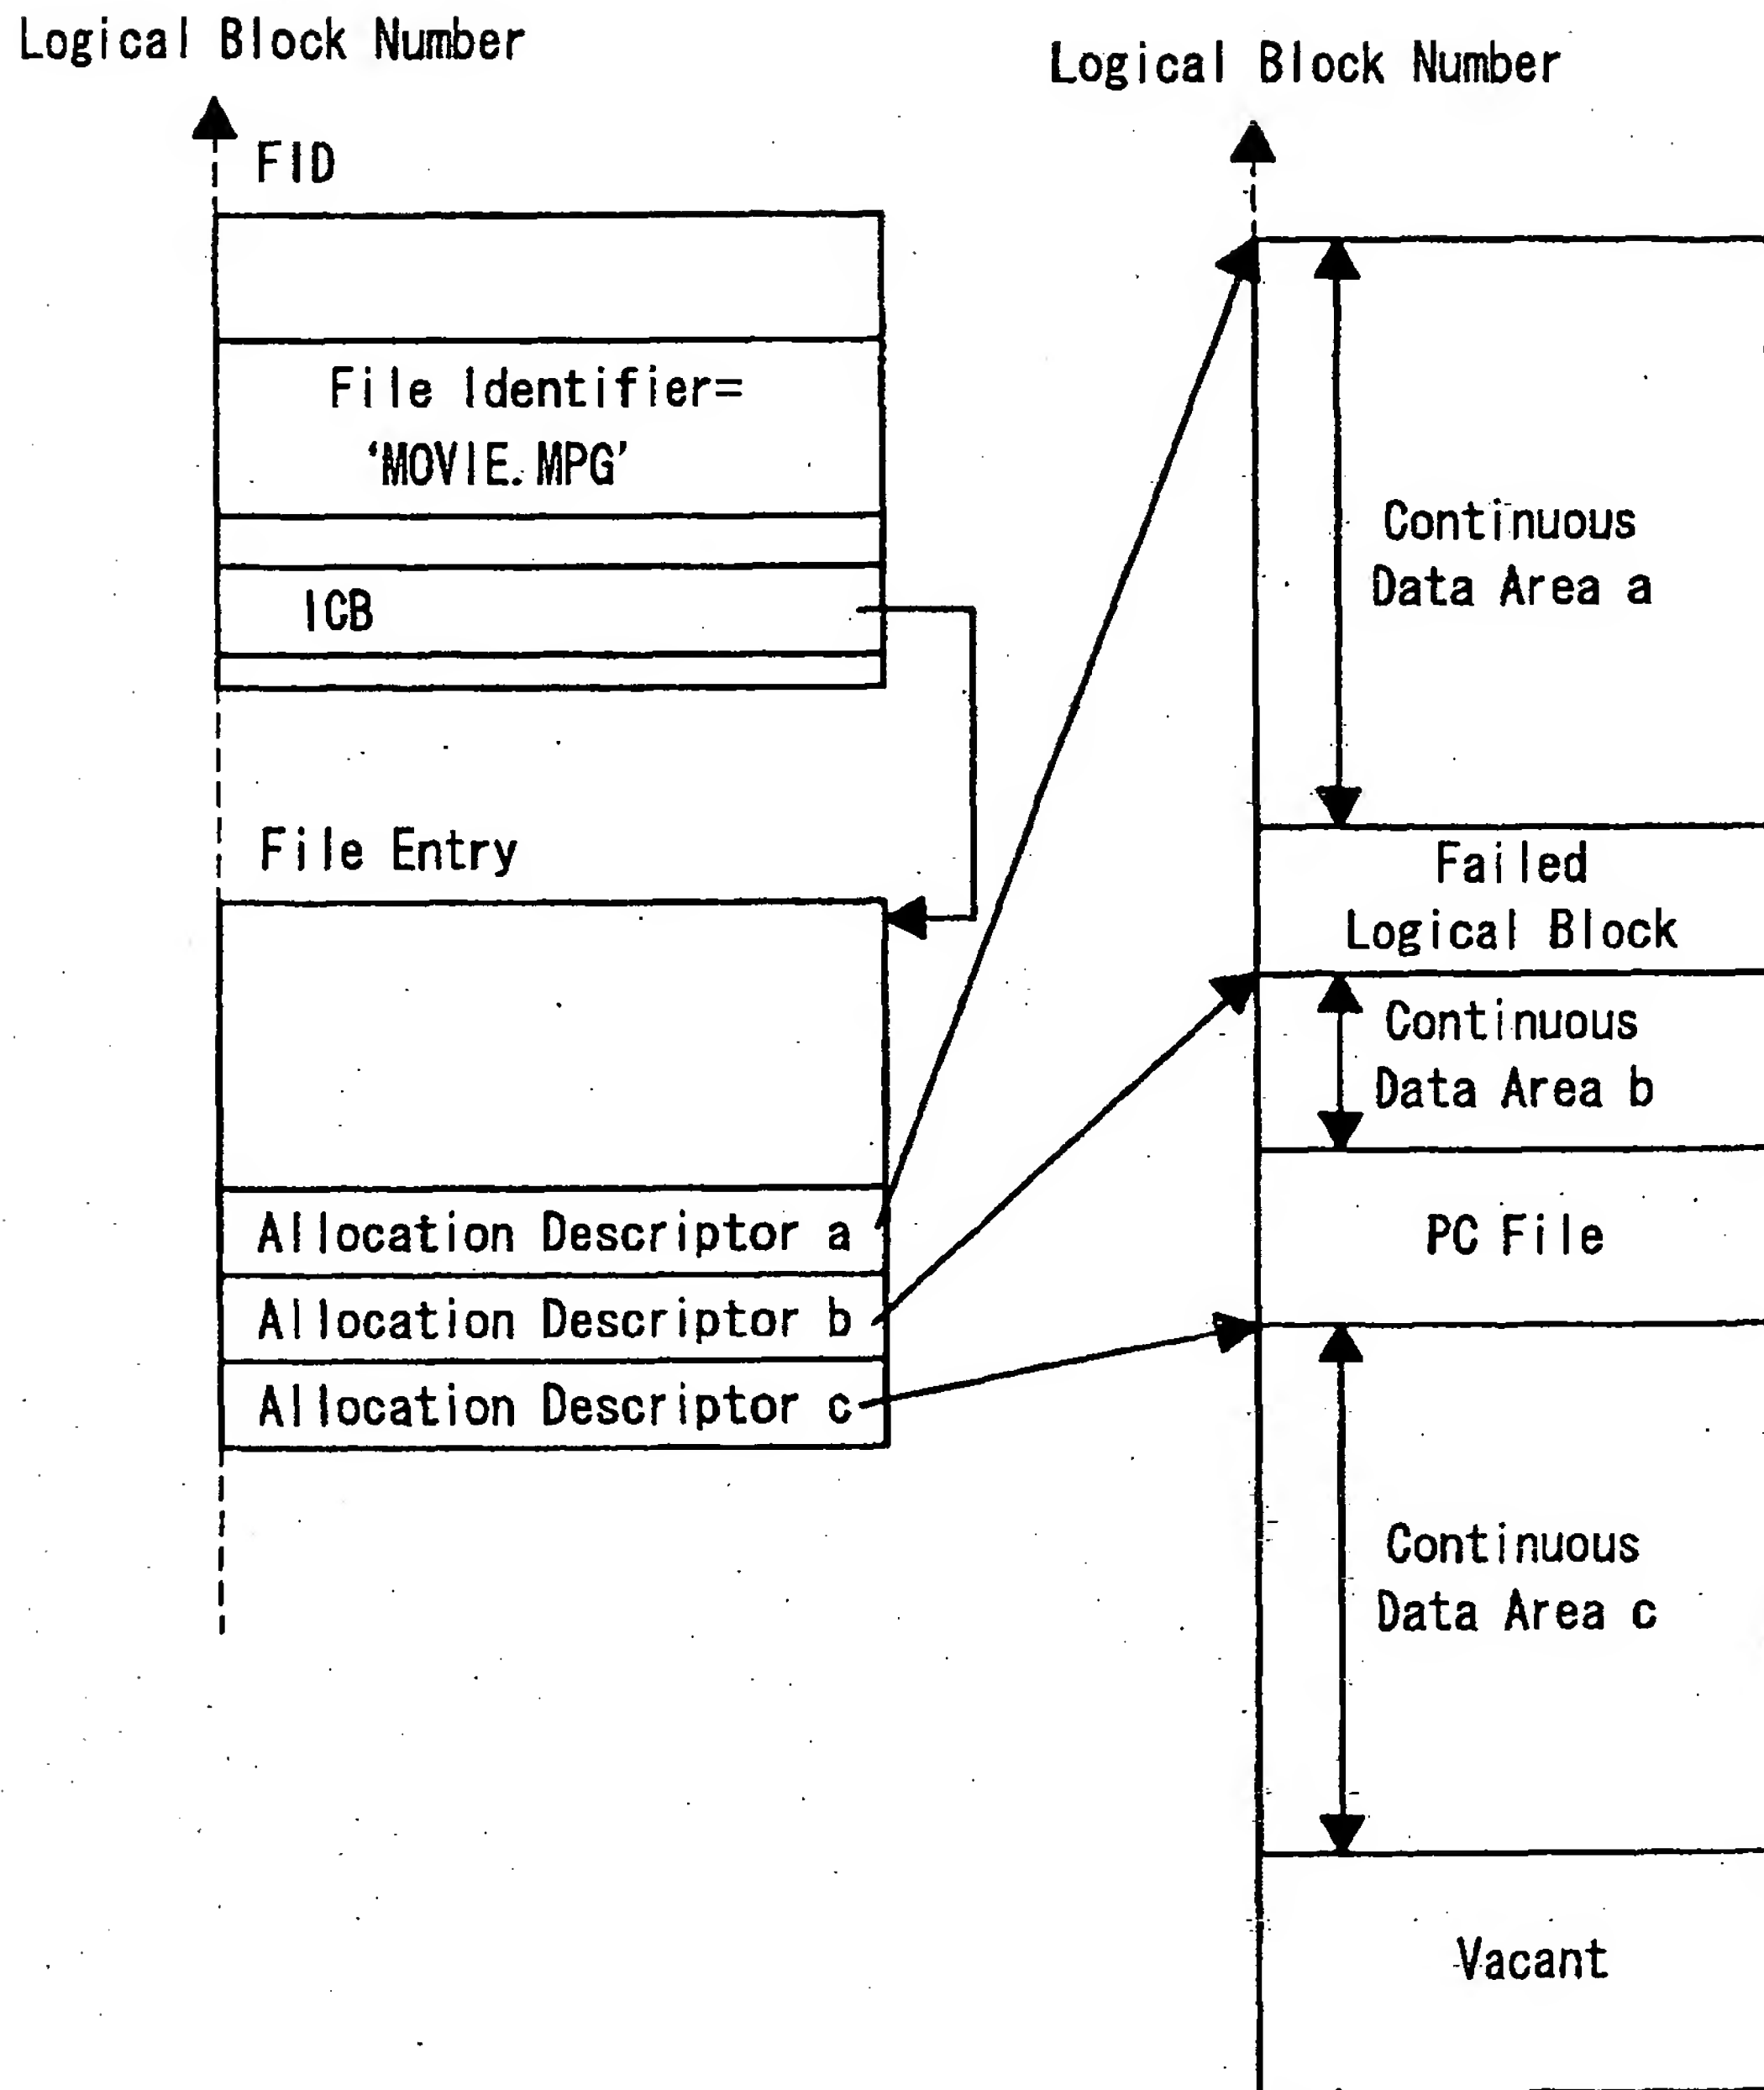 Logical Block Number
FID
File Identifier=
‘MOVIE.MPG’
ICB
File Entry
Allocation Descriptor a
Allocation Descriptor b
Allocation Descriptor c
Logical Block Number
Continuous
Data Area a
Failed
Logical Block
Continuous
Data Area b
PC File
Continuous
Data Area c
Vacant